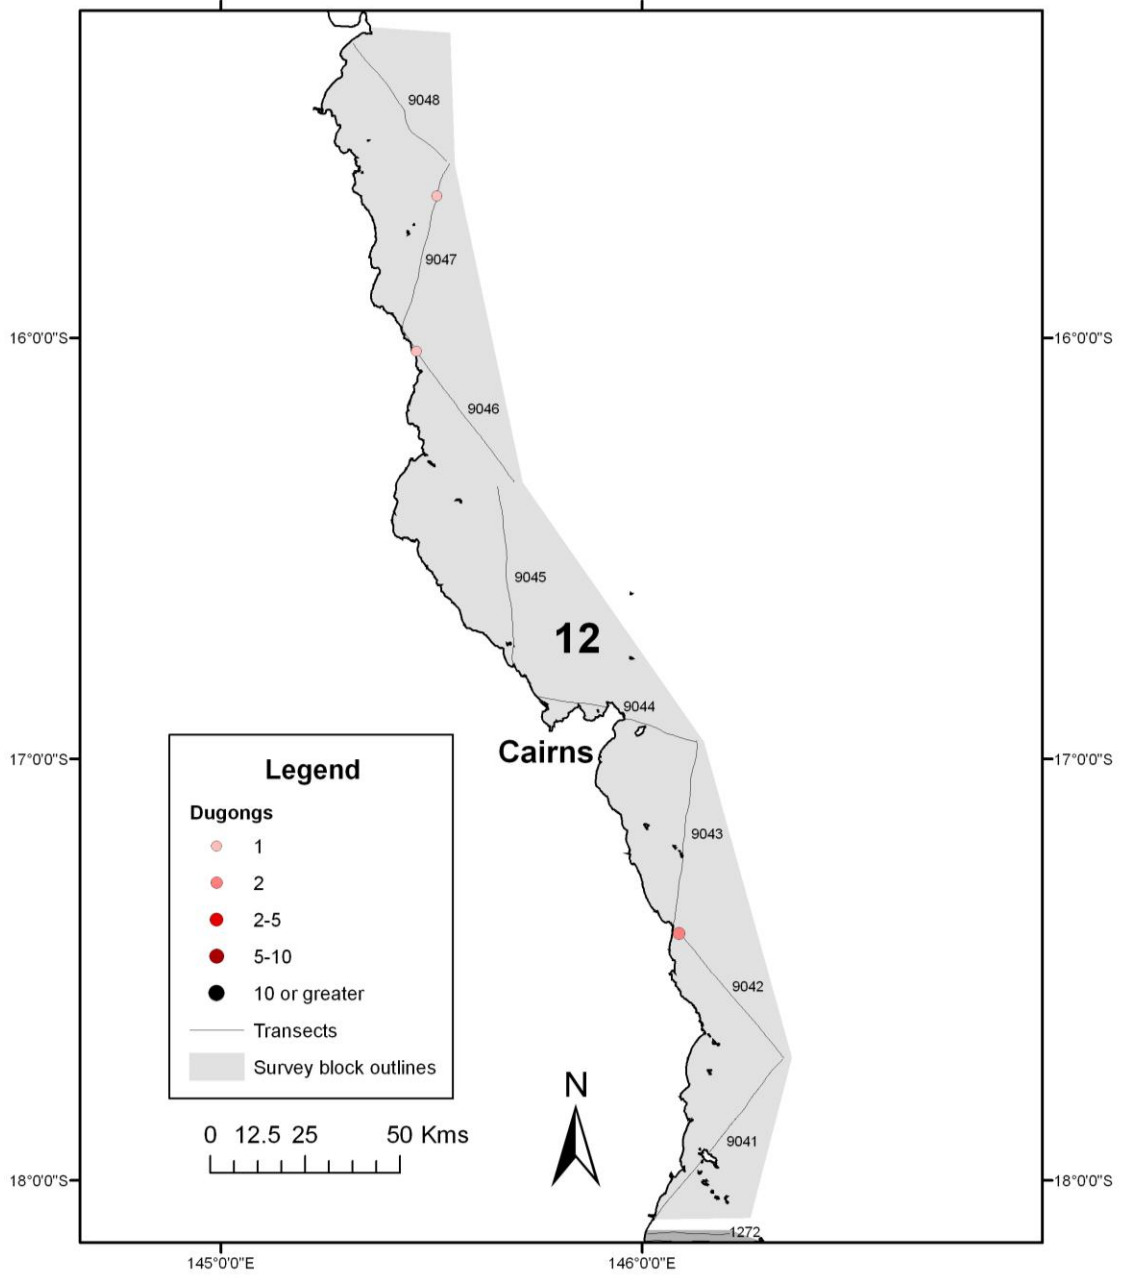 9048
9047
16°0'0"S
16°0'0"S
9046
9045
12
9044
Cairns
17°0'0"S
17°0'0"S
Legend
Dugongs
1
2
2-5
5-10
10 or greater
Transects
Survey block outlines
9043
9042
N
0 12.5 25 50 Kms
9041
18°0'0"S
18°0'0"S
1272
145°0'0"E
146°0'0"E